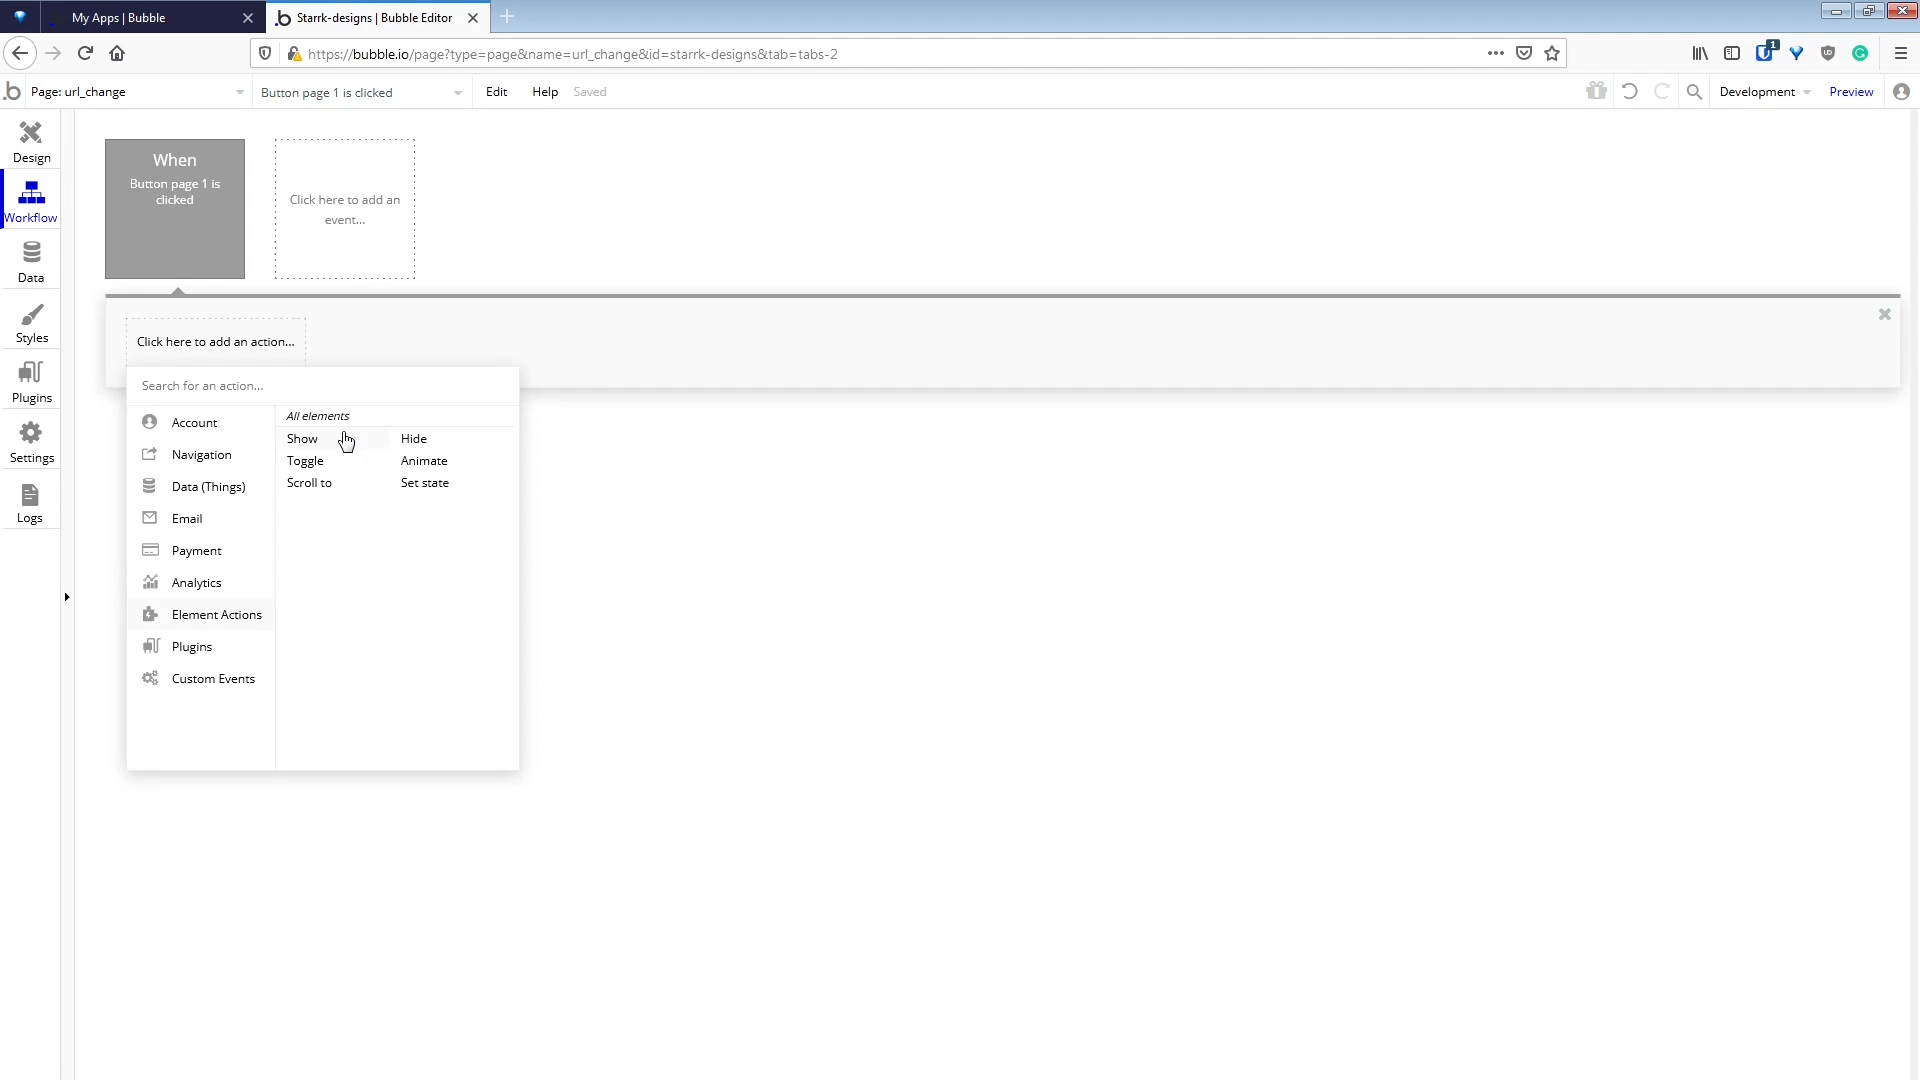 My Apps | Bubble
Starrk-designs | Bubble Editor
https://bubble.io/page?type=page&name=url_change&id=starrk-designs&tab=tabs-2
1
Page: url_change
Button page 1 is clicked
Edit
Help
Saved
Development
Preview
Design
Workflow
Data
Styles
Plugins
Settings
Logs
When
Button page 1 is
clicked
Click here to add an
event...
Click here to add an action...
Search for an action...
Account
Navigation
Data (Things)
Email
Payment
Analytics
Element Actions
Plugins
Custom Events
All elements
Show
Hide
Toggle
Animate
Scroll to
Set state